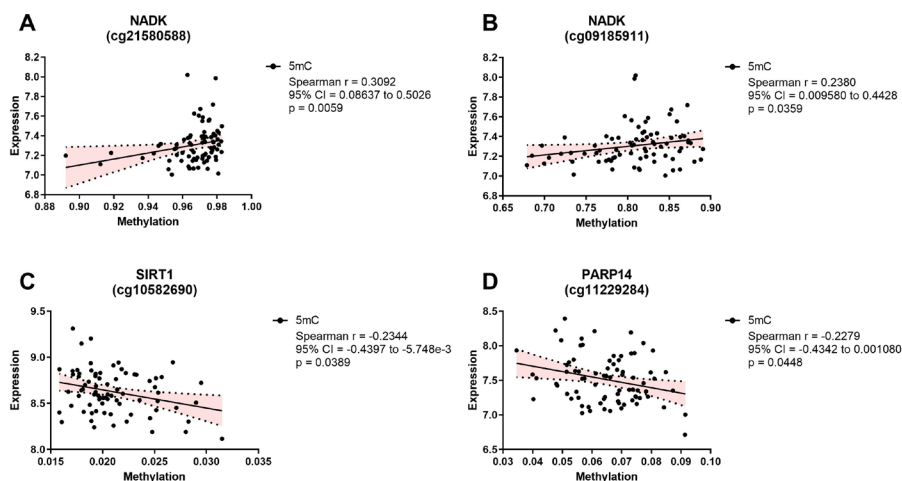 A
NADK
(cg21580588)
8.2
8.0
7.8
7.6
7.4
7.2
7.0
6.8
Expression
0.88
0.90
0.92
0.94
0.96
0.98
1.00
Methylation
5mC
Spearman r = 0.3092
95% CI = 0.08637 to 0.5026
p = 0.0059
B
NADK
(cg09185911)
8.2
8.0
7.8
7.6
7.4
7.2
7.0
6.8
Expression
0.65
0.70
0.75
0.80
0.85
0.90
Methylation
5mC
Spearman r = 0.2380
95% CI = 0.009580 to 0.4428
p = 0.0359
C
SIRT1
(cg10582690)
9.5
9.0
8.5
8.0
Expression
0.015
0.020
0.025
0.030
0.035
Methylation
5mC
Spearman r = -0.2344
95% CI = -0.4397 to -5.748e-3
p = 0.0389
D
PARP14
(cg11229284)
8.5
8.0
7.5
7.0
6.5
Expression
0.03
0.04
0.05
0.06
0.07
0.08
0.09
0.10
Methylation
5mC
Spearman r = -0.2279
95% CI = -0.4342 to 0.001080
p = 0.0448